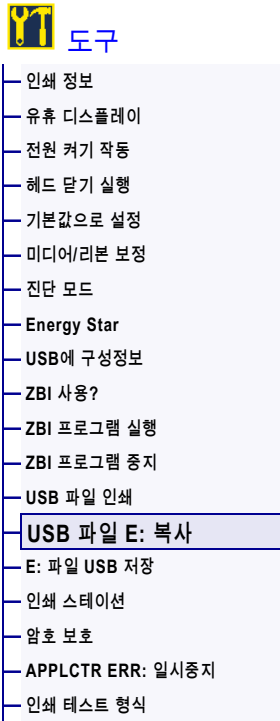 도구
인쇄 정보
유휴 디스플레이
전원 켜기 작동
헤드 닫기 실행
기본값으로 설정
미디어/리본 보정
진단 모드
Energy Star
USB에 구성정보
ZBI 사용?
ZBI 프로그램 실행
ZBI 프로그램 중지
USB 파일 인쇄
USB 파일 E: 복사
E: 파일 USB 저장
인쇄 스테이션
암호 보호
APPLCTR ERR: 일시중지
인쇄 테스트 형식